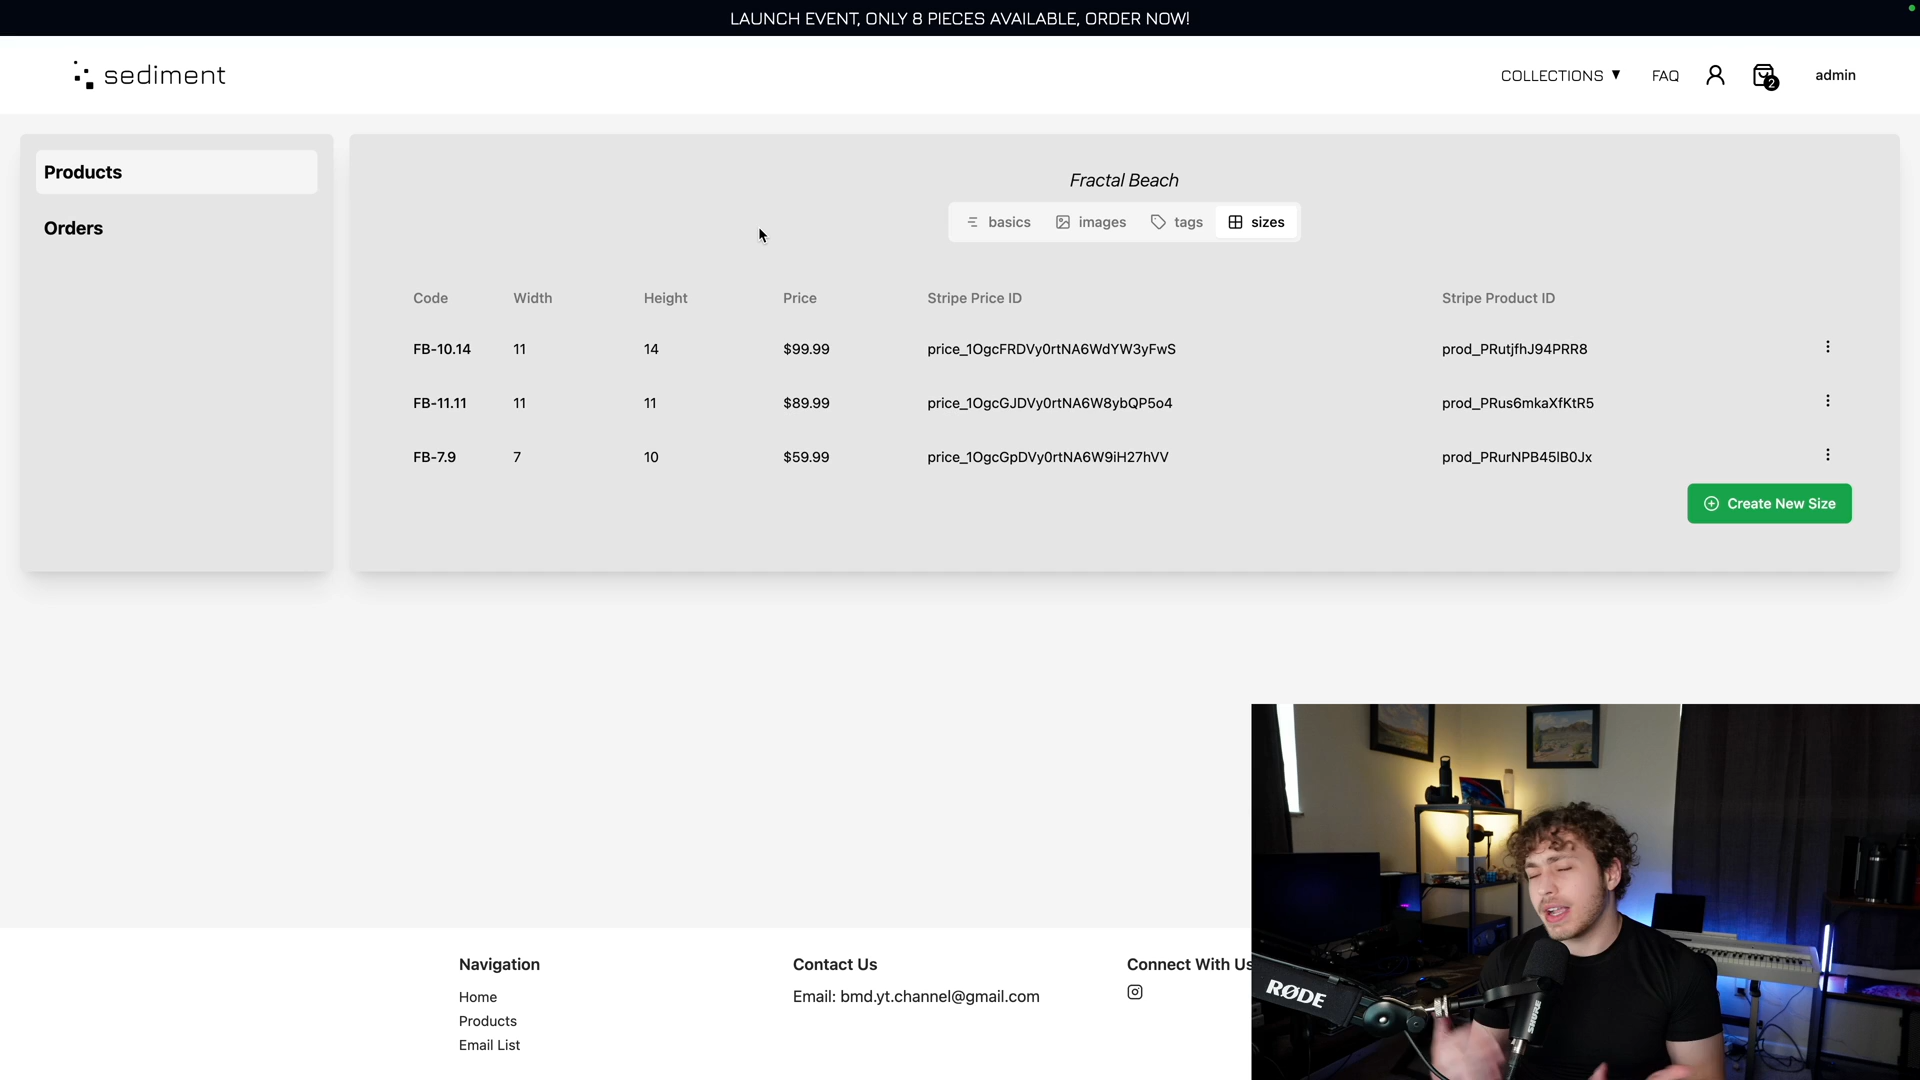 LAUNCH EVENT, ONLY 8 PIECES AVAILABLE, ORDER NOW!
sediment
COLLECTIONS ▼ FAQ 2 admin
Products
Orders
Fractal Beach
basics images tags sizes
Code Width Height Price Stripe Price ID Stripe Product ID
FB-10.14 11 14 $99.99 price_1OgcFRDVy0rtNA6WdYW3yFwS prod_PRutjfhJ94PRR8
FB-11.11 11 11 $89.99 price_1OgcGJDVy0rtNA6W8ybQP5o4 prod_PRus6mkaXfKtR5
FB-7.9 7 10 $59.99 price_1OgcGpDVy0rtNA6W9iH27hVV prod_PRurNPB45IB0Jx
Create New Size
Navigation
Home
Products
Email List
Contact Us
Email: bmd.yt.channel@gmail.com
Connect With Us
RØDE
SHURE